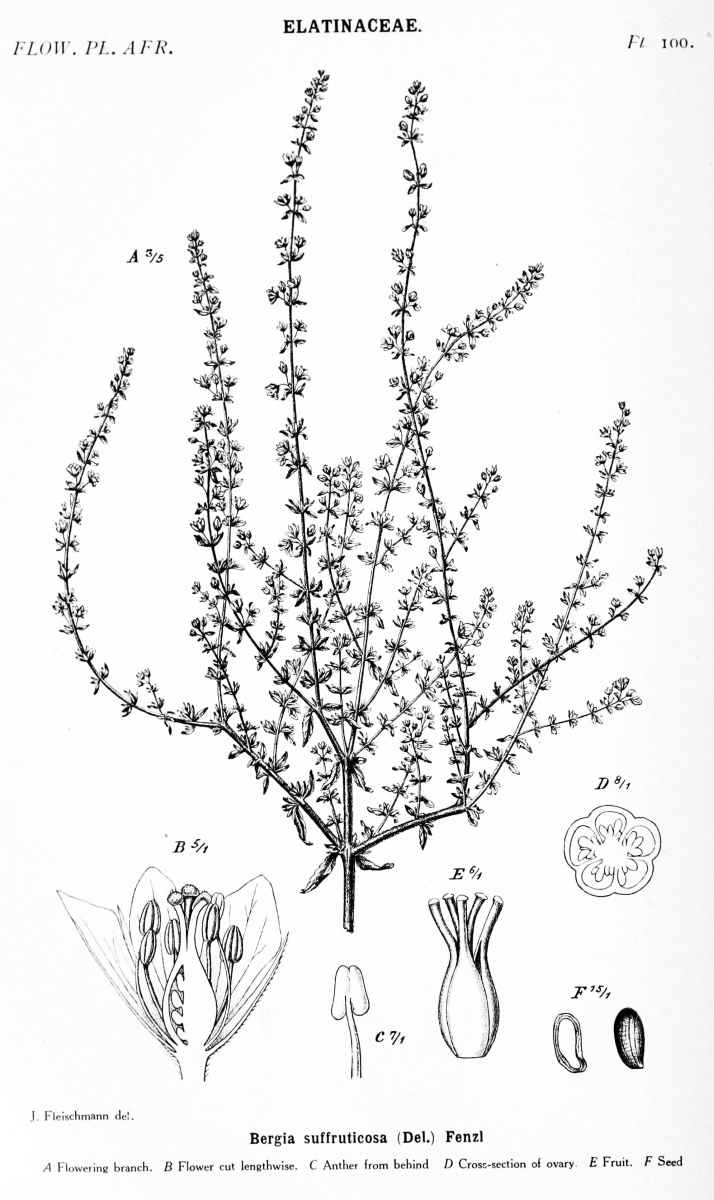 ELATINACEAE.
FLOW. PL. AFR.
Pl. 100.
A 3/5
D 8/1
B 5/1
E 6/1
F 15/1
C 7/1
J. Fleischmann del.
Bergia suffruticosa (Del.) Fenzl
A Flowering branch. B Flower cut lengthwise. C Anther from behind D Cross-section of ovary. E Fruit. F Seed